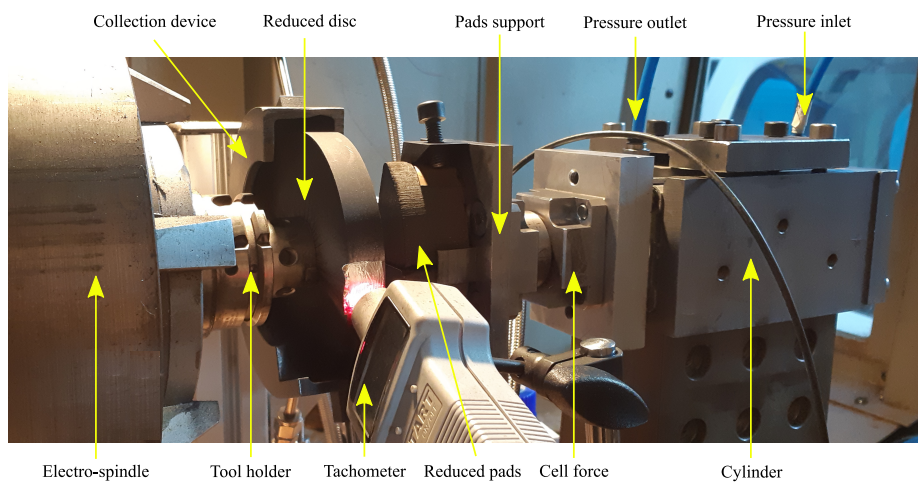 Collection device
Reduced disc
Pads support
Pressure outlet
Pressure inlet
START
Electro-spindle
Tool holder
Tachometer
Reduced pads
Cell force
Cylinder